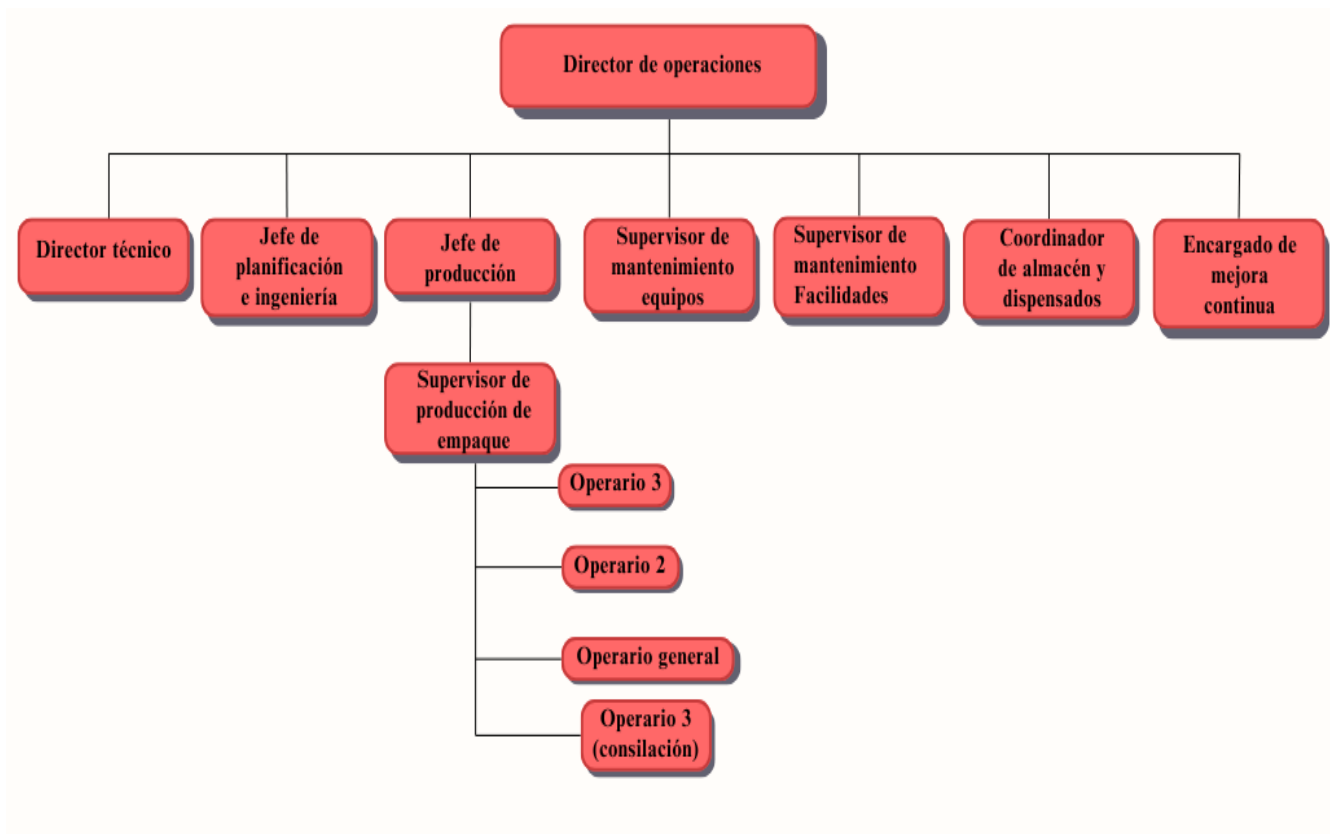 Director de operaciones
Director técnico
Jefe de
planificación
e ingeniería
Jefe de
producción
Supervisor de
mantenimiento
equipos
Supervisor de
mantenimiento
Facilidades
Coordinador
de almacén y
dispensados
Encargado de
mejora
continua
Supervisor de
producción de
empaque
Operario 3
Operario 2
Operario general
Operario 3
(consilación)